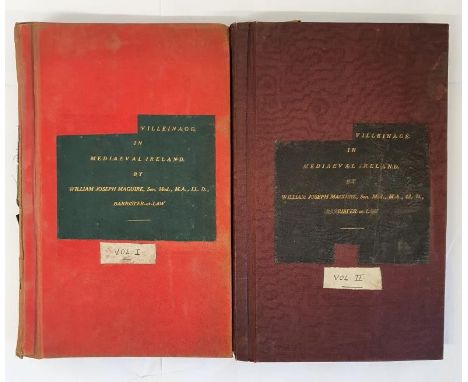 VILLEINAGE
IN
MEDIAEVAL IRELAND.
BY
WILLIAM JOSEPH MAGUIRE, Sen. Mod., M.A., LL. D.,
BARRISTER-at-LAW
VOL I
VILLEINAGE.
IN
MEDIAEVAL IRELAND.
BY
WILLIAM JOSEPH MAGUIRE, Sen. Mod., M.A., LL. D.,
BARRISTER-at-LAW
VOL II